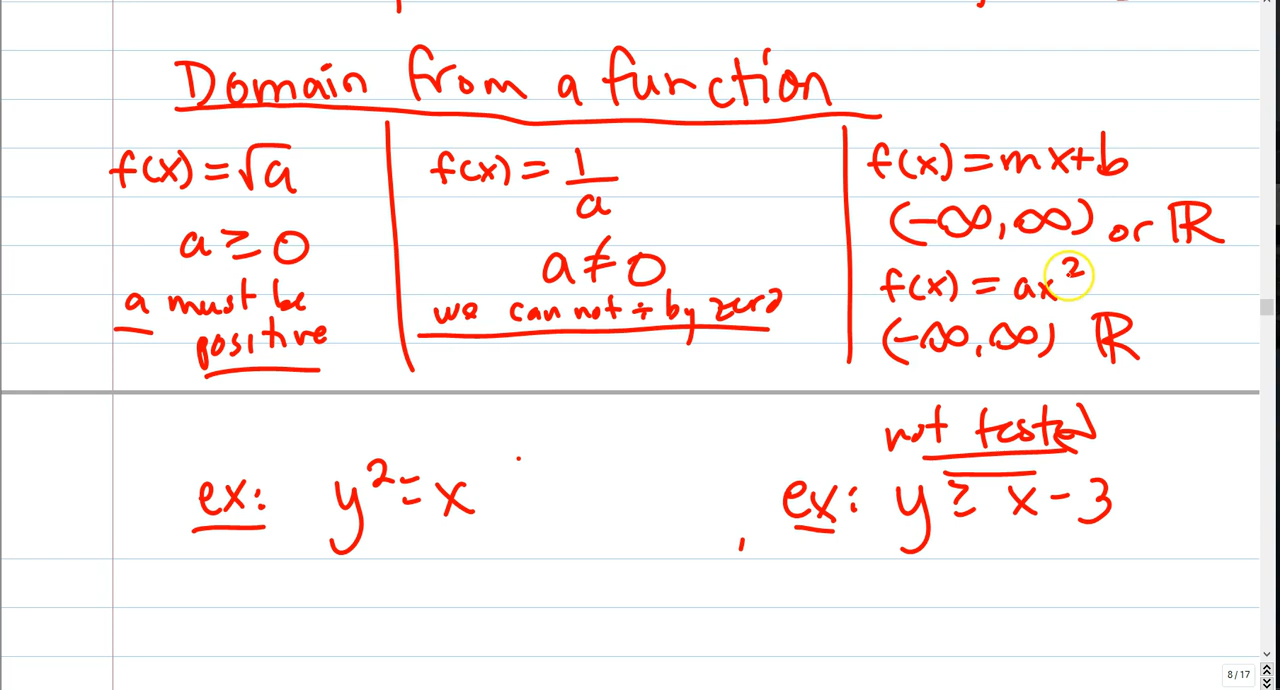 Domain from a function
f(x) = √a
a ≥ 0
a must be
positive
f(x) = 1/a
a ≠ 0
we can not ÷ by zero
f(x) = mx+b
(-∞, ∞) or ℝ
f(x) = ax²
(-∞, ∞) ℝ
ex: y² = x
not tested
ex: y ≥ x - 3
8 / 17